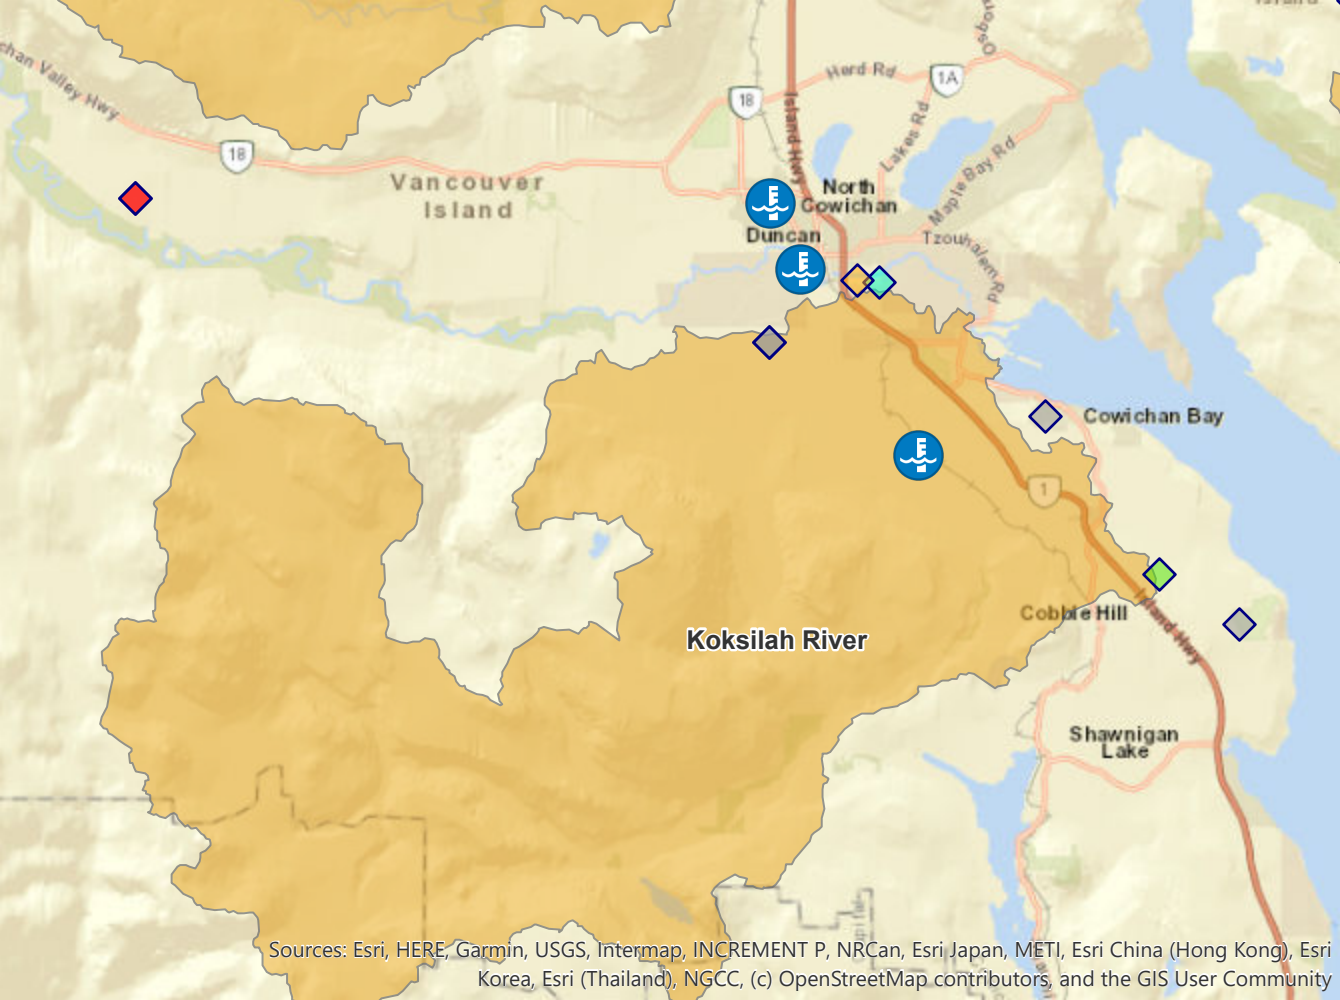 Island
Osbor
chan Valley Hwy
18
Island Hwy
Herd Rd
1A
18
Lakes Rd
Maple Bay Rd
Vancouver
Island
North
Cowichan
Duncan
Tzouhalem Rd
Cowichan Bay
1
Cobble Hill
Island Hwy
Koksilah River
Shawnigan
Lake
Sources: Esri, HERE, Garmin, USGS, Intermap, INCREMENT P, NRCan, Esri Japan, METI, Esri China (Hong Kong), Esri
Korea, Esri (Thailand), NGCC, (c) OpenStreetMap contributors, and the GIS User Community